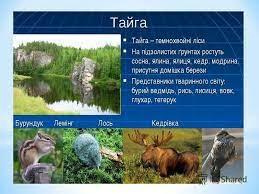 Тайга
Тайга – темнохвойні ліси
На підзолистих ґрунтах ростуть
сосна, ялина, ялиця, кедр, модрина,
присутня домішка берези
Представники тваринного світу:
бурий ведмідь, рись, лисиця, вовк,
глухар, тетерук
Бурундук Лемінг Лось Кедрівка
MyShared